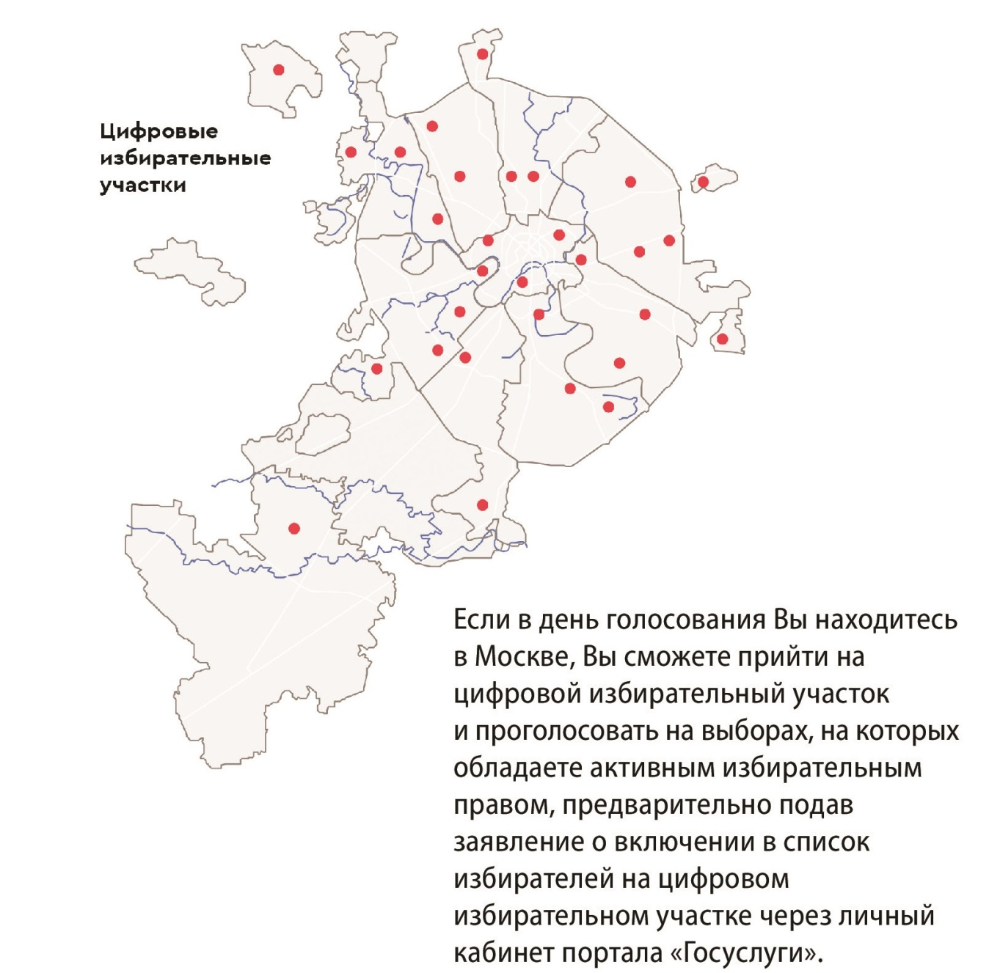 Цифровые
избирательные
участки
Если в день голосования Вы находитесь
в Москве, Вы сможете прийти на
цифровой избирательный участок
и проголосовать на выборах, на которых
обладаете активным избирательным
правом, предварительно подав
заявление о включении в список
избирателей на цифровом
избирательном участке через личный
кабинет портала «Госуслуги».